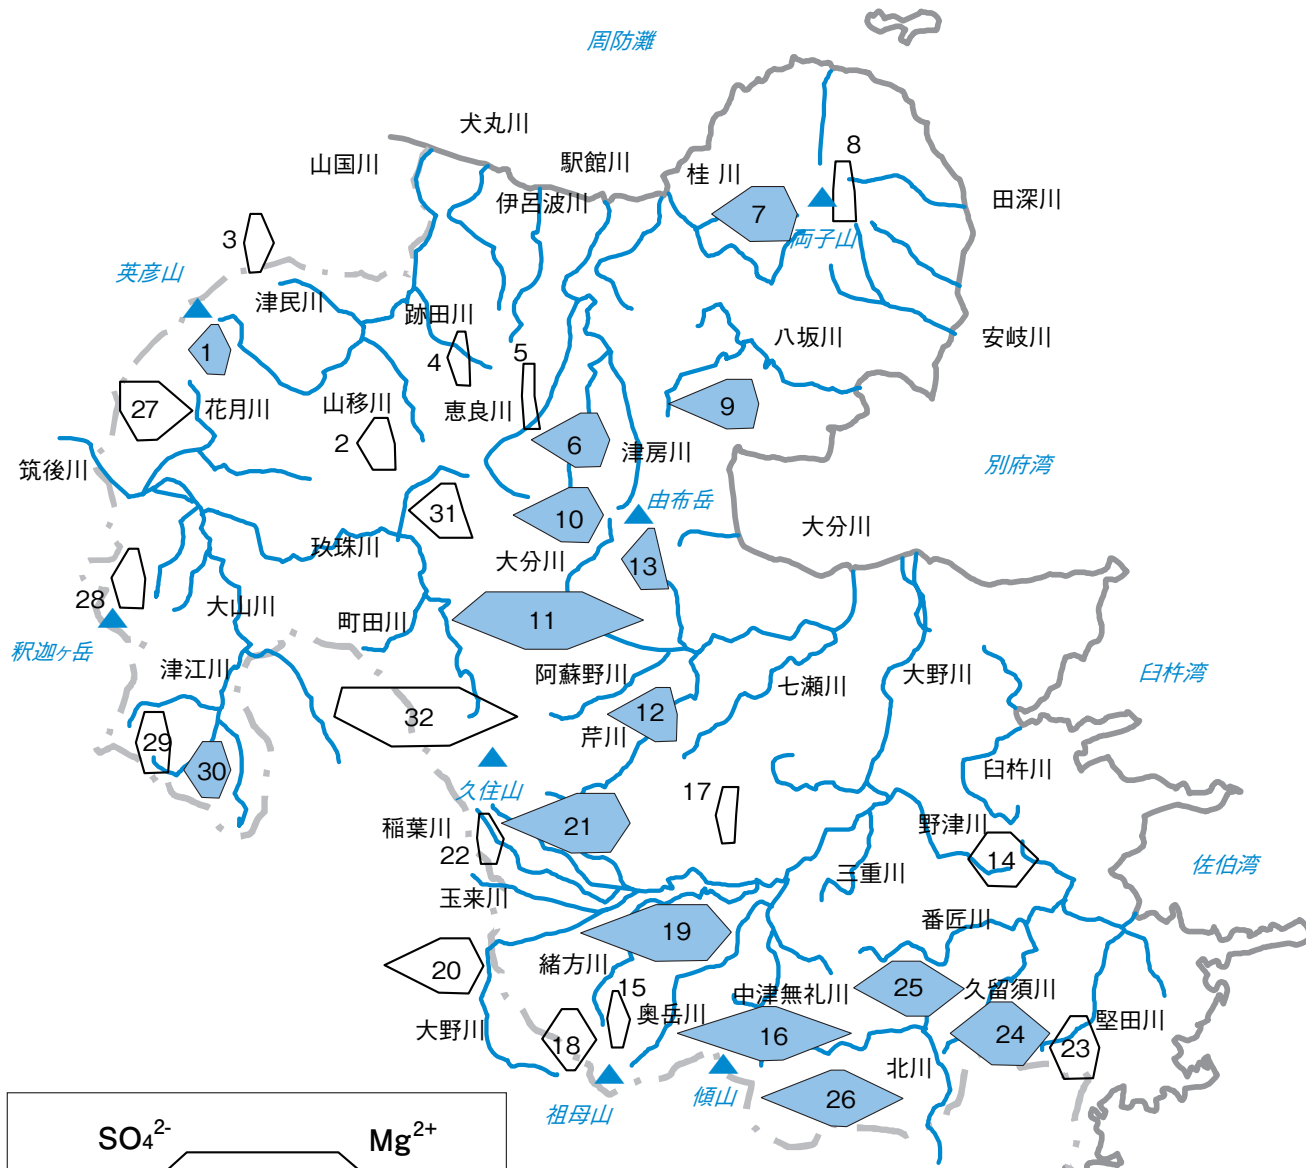 周防灘
犬丸川
山国川
駅館川
桂 川
8
伊呂波川
田深川
7
両子山
3
英彦山
津民川
跡田川
八坂川
安岐川
1
4
5
27
花月川
山移川
恵良川
9
2
6
津房川
筑後川
別府湾
31
由布岳
10
大分川
玖珠川
大分川
13
28
大山川
町田川
11
釈迦ヶ岳
津江川
阿蘇野川
七瀬川
大野川
臼杵湾
32
12
芹川
29
30
久住山
17
臼杵川
稲葉川
21
野津川
22
14
佐伯湾
三重川
玉来川
番匠川
19
20
緒方川
15
中津無礼川
25
久留須川
大野川
奥岳川
堅田川
18
16
24
23
北川
祖母山
傾山
26
SO₄²⁻
Mg²⁺